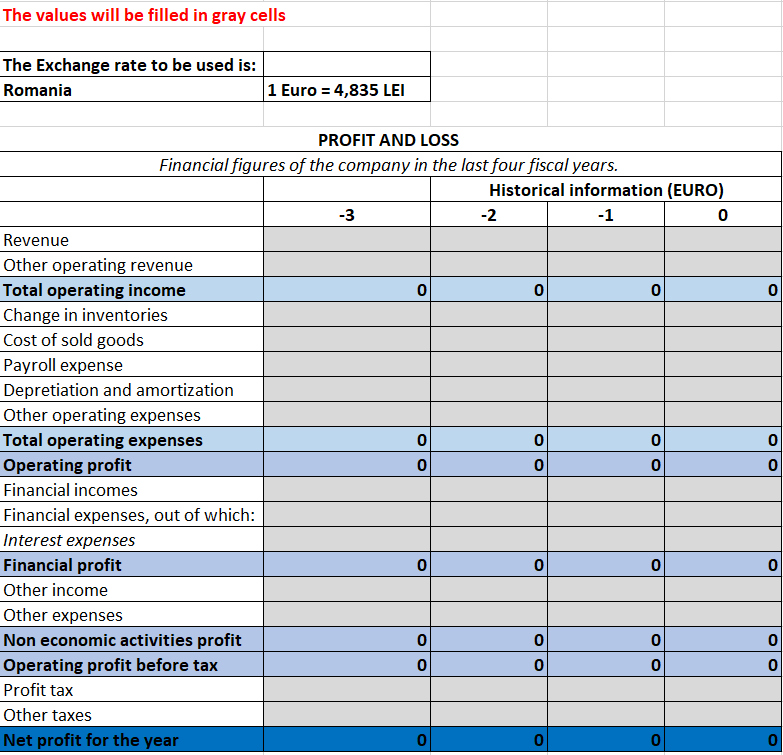 The values will be filled in gray cells
The Exchange rate to be used is:
Romania 1 Euro = 4,835 LEI
PROFIT AND LOSS
Financial figures of the company in the last four fiscal years.
Historical information (EURO)
-3 -2 -1 0
Revenue
Other operating revenue
Total operating income 0 0 0 0
Change in inventories
Cost of sold goods
Payroll expense
Depretiation and amortization
Other operating expenses
Total operating expenses 0 0 0 0
Operating profit 0 0 0 0
Financial incomes
Financial expenses, out of which:
Interest expenses
Financial profit 0 0 0 0
Other income
Other expenses
Non economic activities profit 0 0 0 0
Operating profit before tax 0 0 0 0
Profit tax
Other taxes
Net profit for the year 0 0 0 0